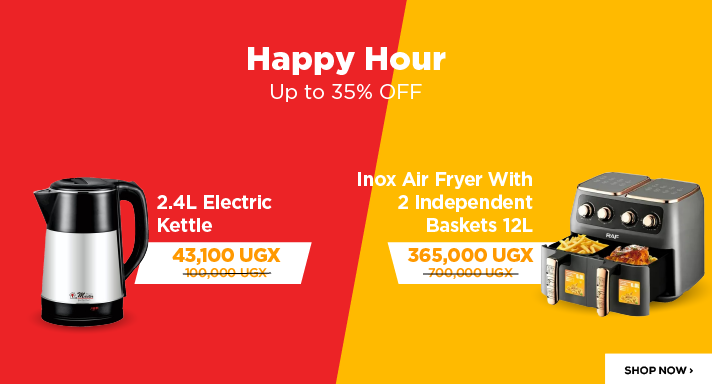 Happy Hour
Up to 35% OFF
2.4L Electric
Kettle
43,100 UGX
100,000 UGX
Inox Air Fryer With
2 Independent
Baskets 12L
365,000 UGX
700,000 UGX
RAF
SHOP NOW ›